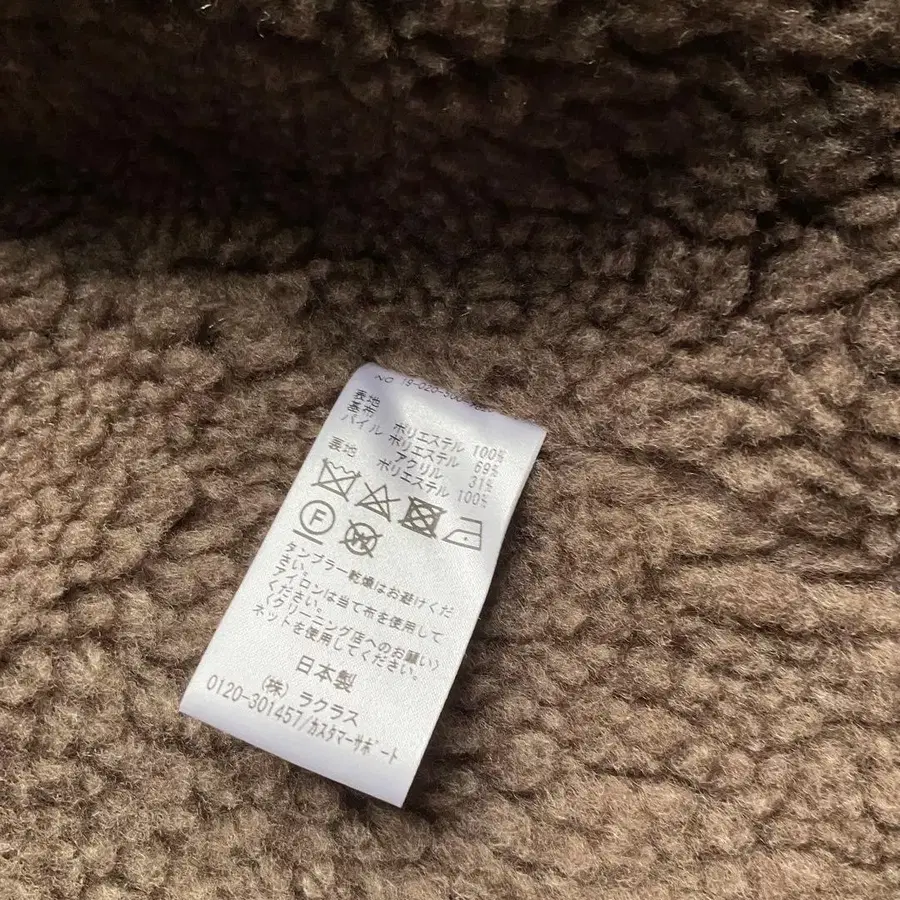 NO 19-020-500
表地
基布 ポリエステル 100%
パイル ポリエステル 69%
アクリル 31%
裏地 ポリエステル 100%
F
タンブラー乾燥はお避けくだ
さい。
アイロンは当て布を使用して
ください。
〈クリーニング店へのお願い〉
ネットを使用してください。
日本製
(株) ラクラス
0120-301457/カスタマーサポート